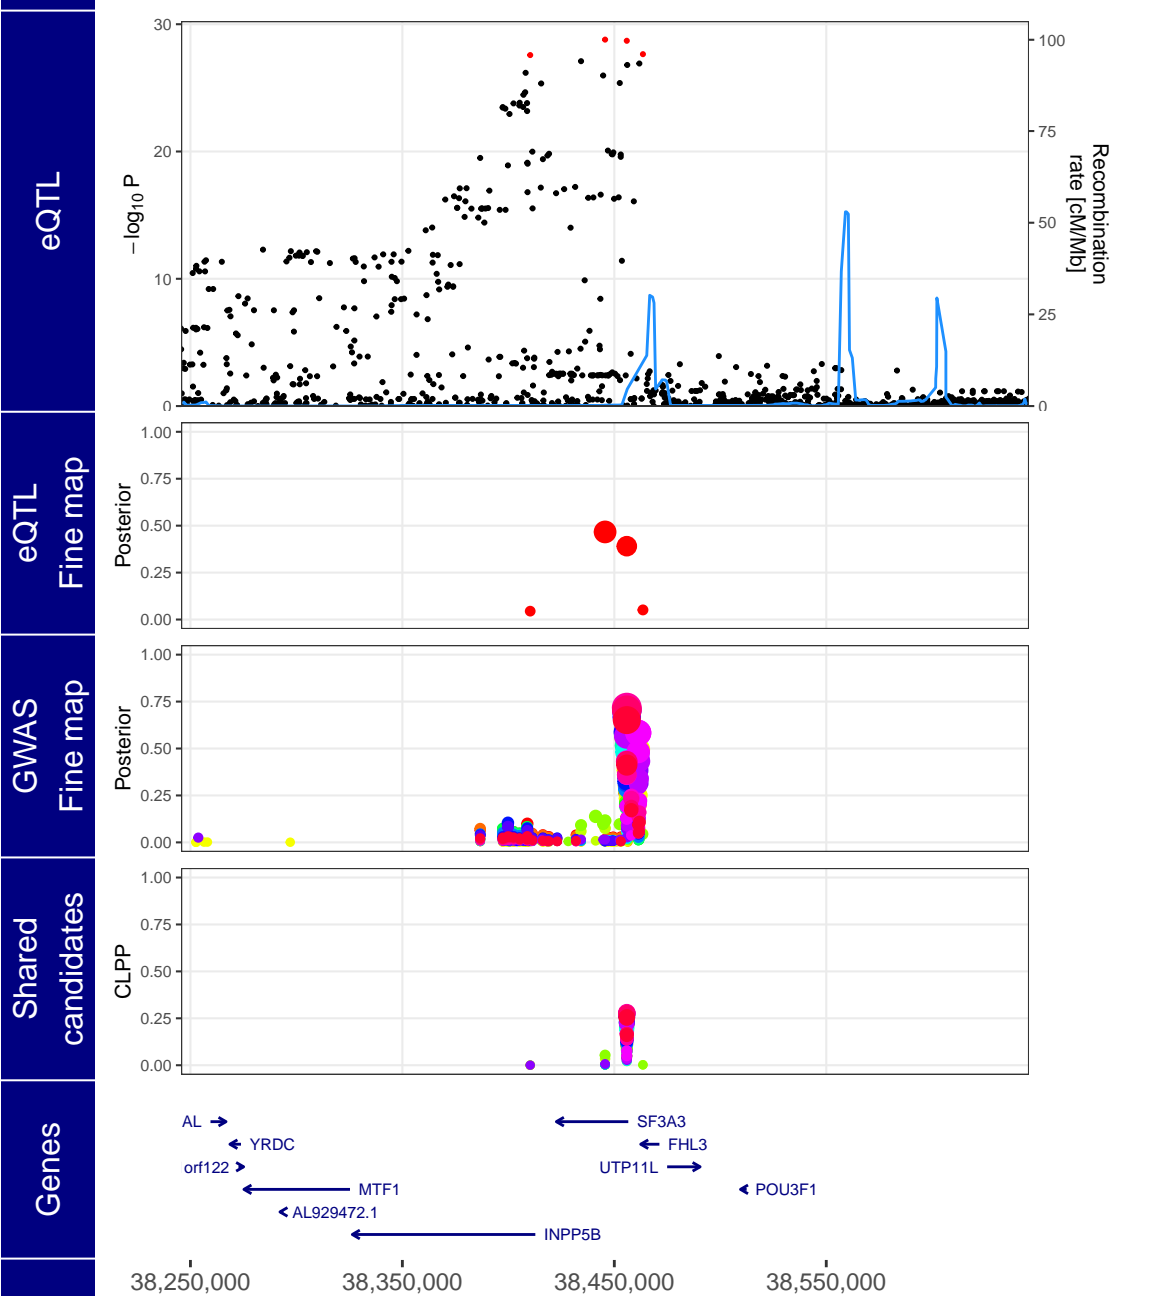 eQTL
30
20
10
0
−log10 P
100
75
50
25
0
Recombination
rate [cM/Mb]
eQTL
Fine map
Posterior
1.00
0.75
0.50
0.25
0.00
GWAS
Fine map
Posterior
1.00
0.75
0.50
0.25
0.00
Shared
candidates
CLPP
1.00
0.75
0.50
0.25
0.00
Genes
AL
SF3A3
YRDC
FHL3
orf122
UTP11L
MTF1
POU3F1
AL929472.1
INPP5B
38,250,000
38,350,000
38,450,000
38,550,000